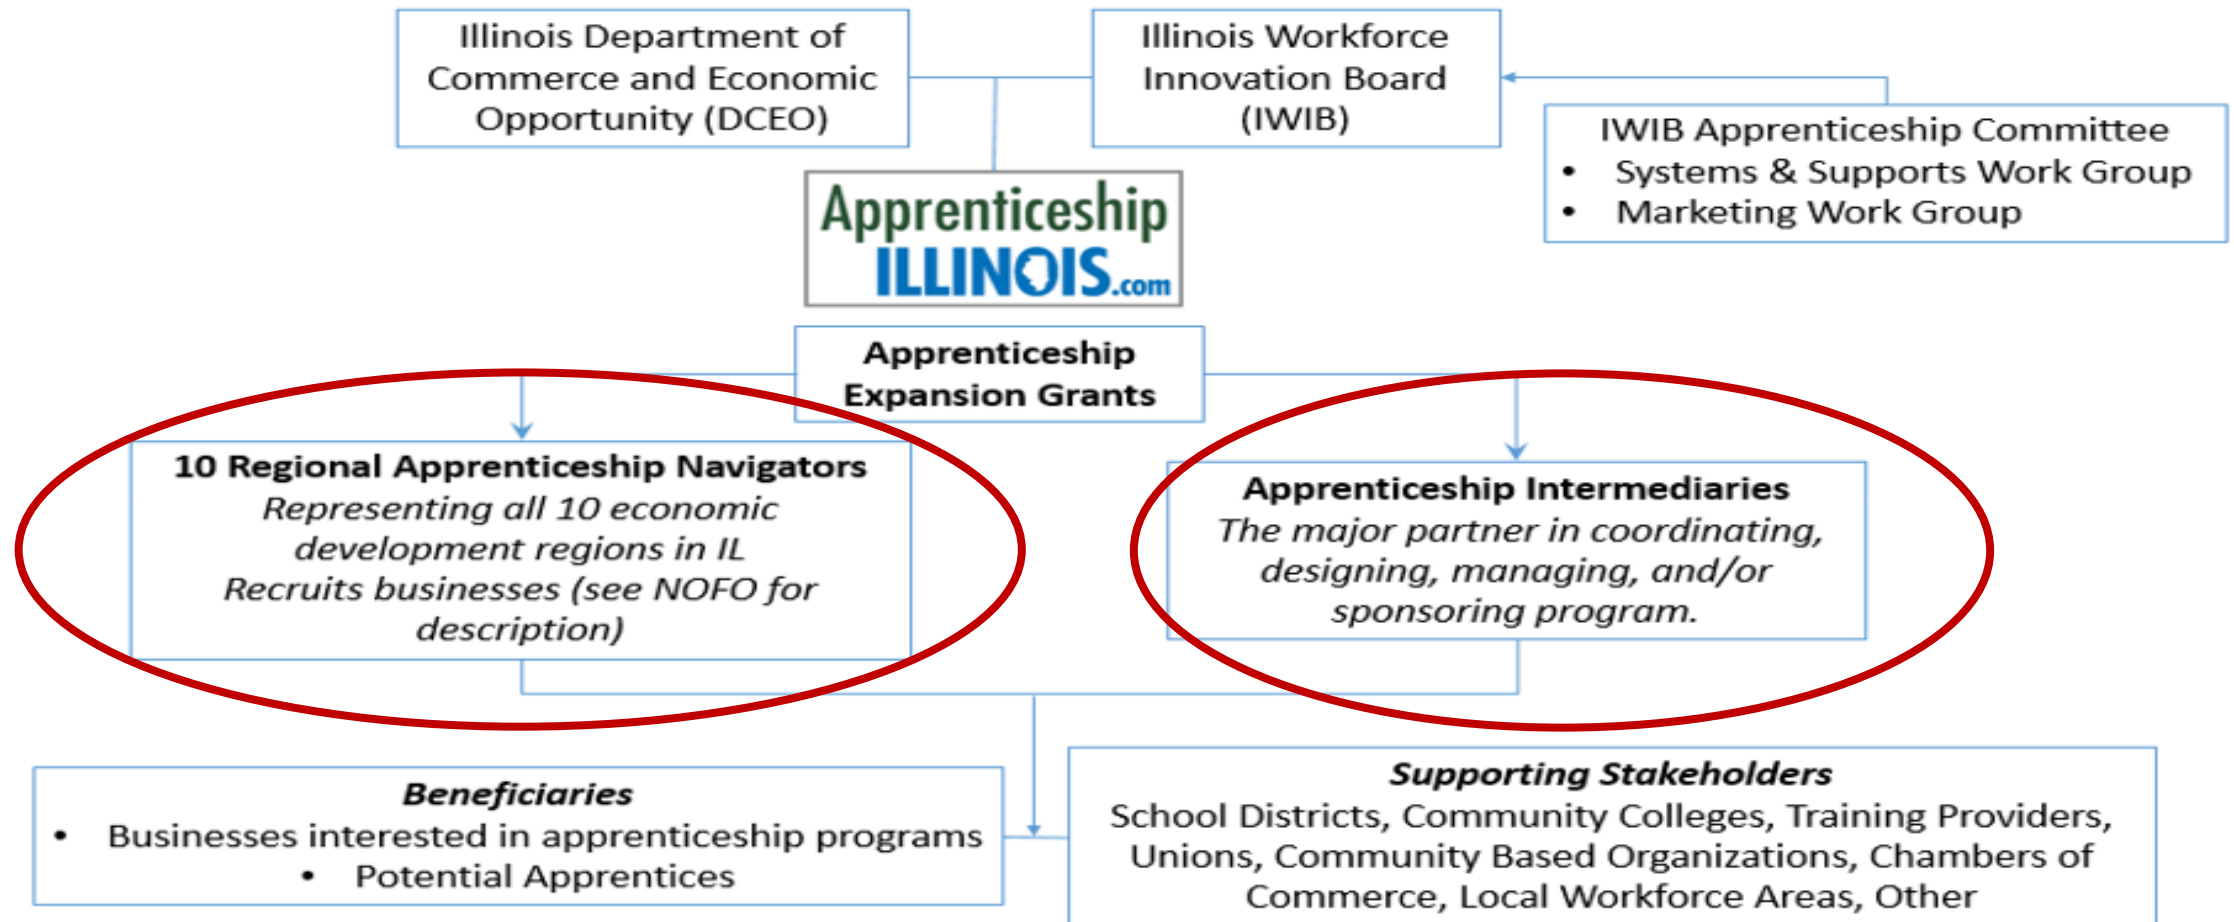 Illinois Department of
Commerce and Economic
Opportunity (DCEO)
Illinois Workforce
Innovation Board
(IWIB)
IWIB Apprenticeship Committee
• Systems & Supports Work Group
• Marketing Work Group
Apprenticeship
ILLINOIS.com
Apprenticeship
Expansion Grants
10 Regional Apprenticeship Navigators
Representing all 10 economic
development regions in IL
Recruits businesses (see NOFO for
description)
Apprenticeship Intermediaries
The major partner in coordinating,
designing, managing, and/or
sponsoring program.
Beneficiaries
• Businesses interested in apprenticeship programs
• Potential Apprentices
Supporting Stakeholders
School Districts, Community Colleges, Training Providers,
Unions, Community Based Organizations, Chambers of
Commerce, Local Workforce Areas, Other